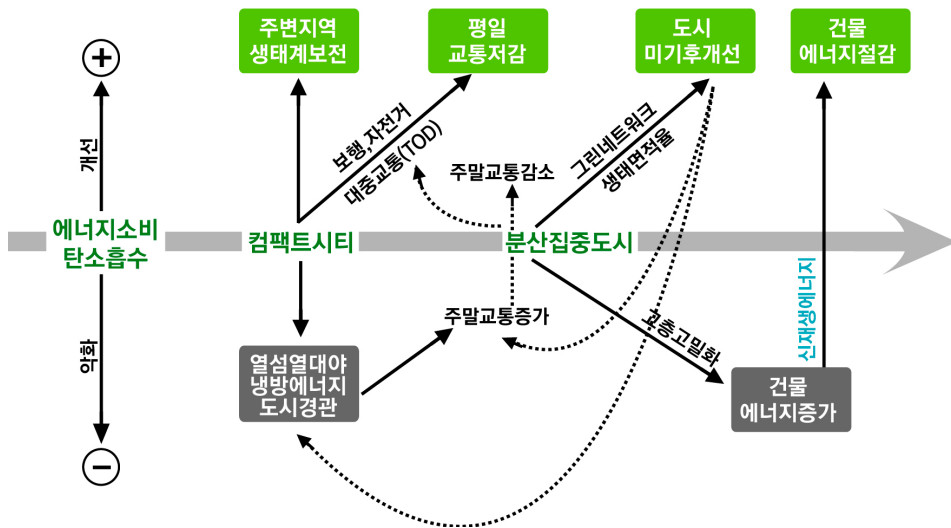 주변지역
생태계보전
평일
교통저감
도시
미기후개선
건물
에너지절감
+
개선
보행,자전거
대중교통(TOD)
그린네트워크
생태면적율
주말교통감소
에너지소비
탄소흡수
컴팩트시티
분산집중도시
신재생에너지
주말교통증가
고층고밀화
악화
열섬열대야
냉방에너지
도시경관
건물
에너지증가
−